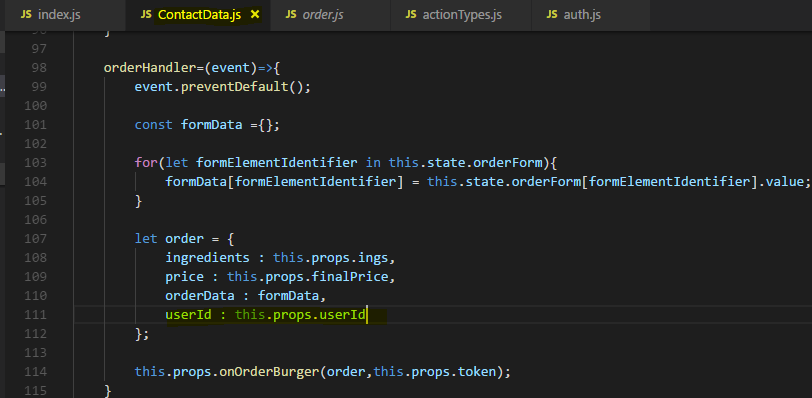 JS index.js JS ContactData.js × JS order.js JS actionTypes.js JS auth.js
97
98 orderHandler=(event)=>{
99 event.preventDefault();
100
101 const formData ={};
102
103 for(let formElementIdentifier in this.state.orderForm){
104 formData[formElementIdentifier] = this.state.orderForm[formElementIdentifier].value;
105 }
106
107 let order = {
108 ingredients : this.props.ings,
109 price : this.props.finalPrice,
110 orderData : formData,
111 userId : this.props.userId
112 };
113
114 this.props.onOrderBurger(order,this.props.token);
115 }